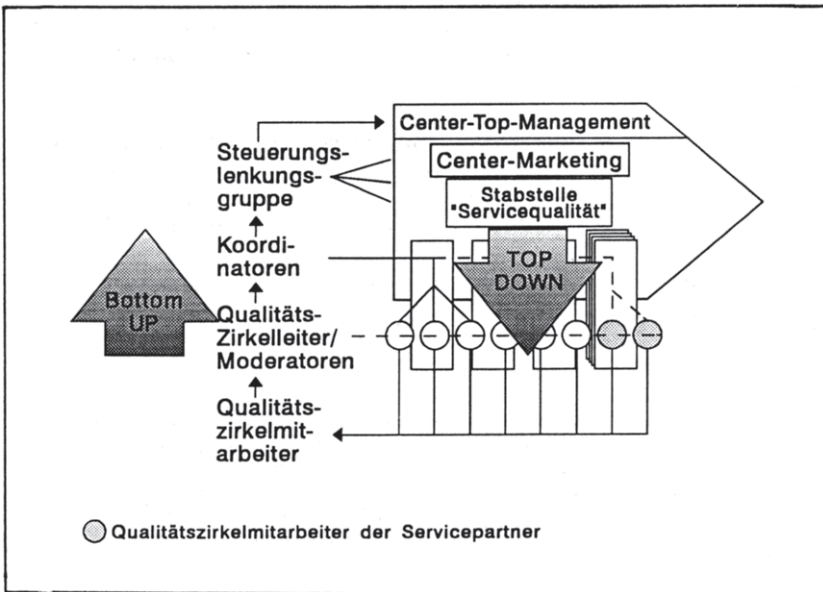 Center-Top-Management
Steuerungs-
lenkungs-
gruppe
Center-Marketing
Stabstelle
"Servicequalität"
Koordi-
natoren
TOP
DOWN
Bottom
UP
Qualitäts-
Zirkelleiter/
Moderatoren
Qualitäts-
zirkelmit-
arbeiter
Qualitätszirkelmitarbeiter der Servicepartner